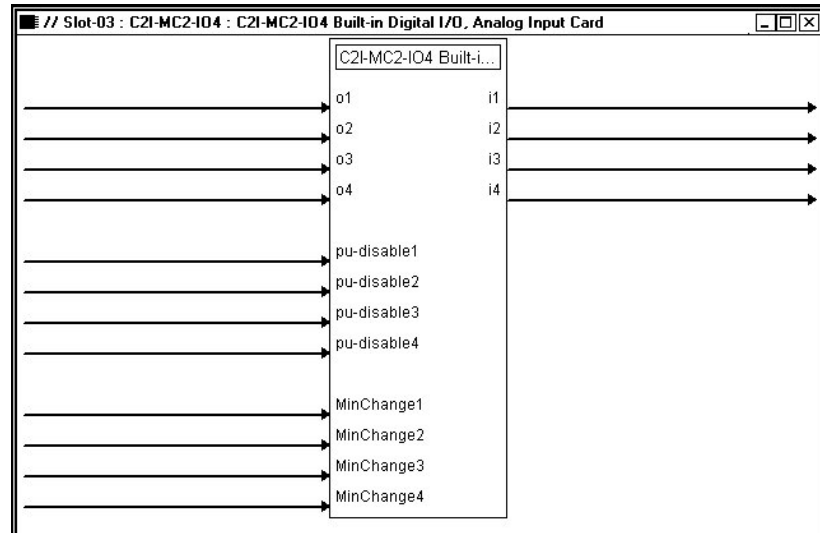 // Slot-03 : C2I-MC2-IO4 : C2I-MC2-IO4 Built-in Digital I/O, Analog Input Card
C2I-MC2-IO4 Built-i...
o1 i1
o2 i2
o3 i3
o4 i4
pu-disable1
pu-disable2
pu-disable3
pu-disable4
MinChange1
MinChange2
MinChange3
MinChange4